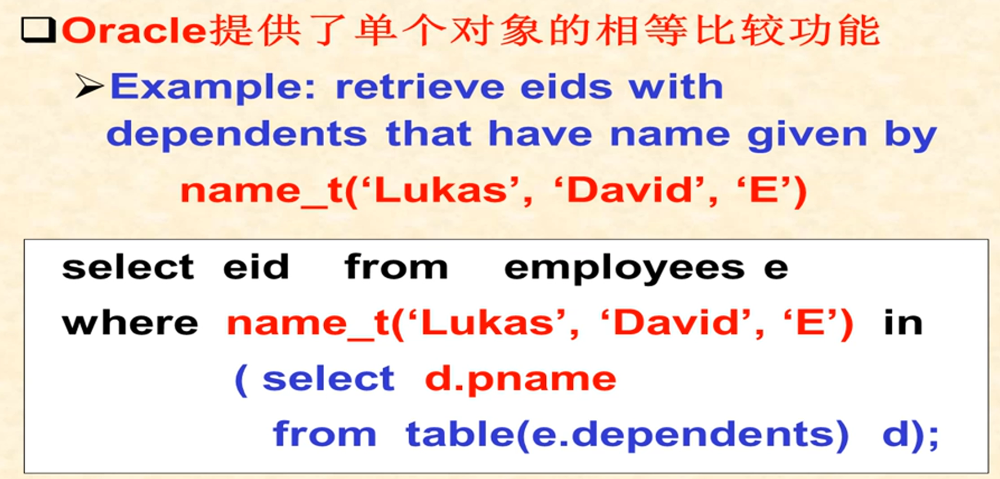 Oracle提供了单个对象的相等比较功能
Example: retrieve eids with
dependents that have name given by
name_t(‘Lukas’, ‘David’, ‘E’)
select eid from employees e
where name_t(‘Lukas’, ‘David’, ‘E’) in
( select d.pname
from table(e.dependents) d);